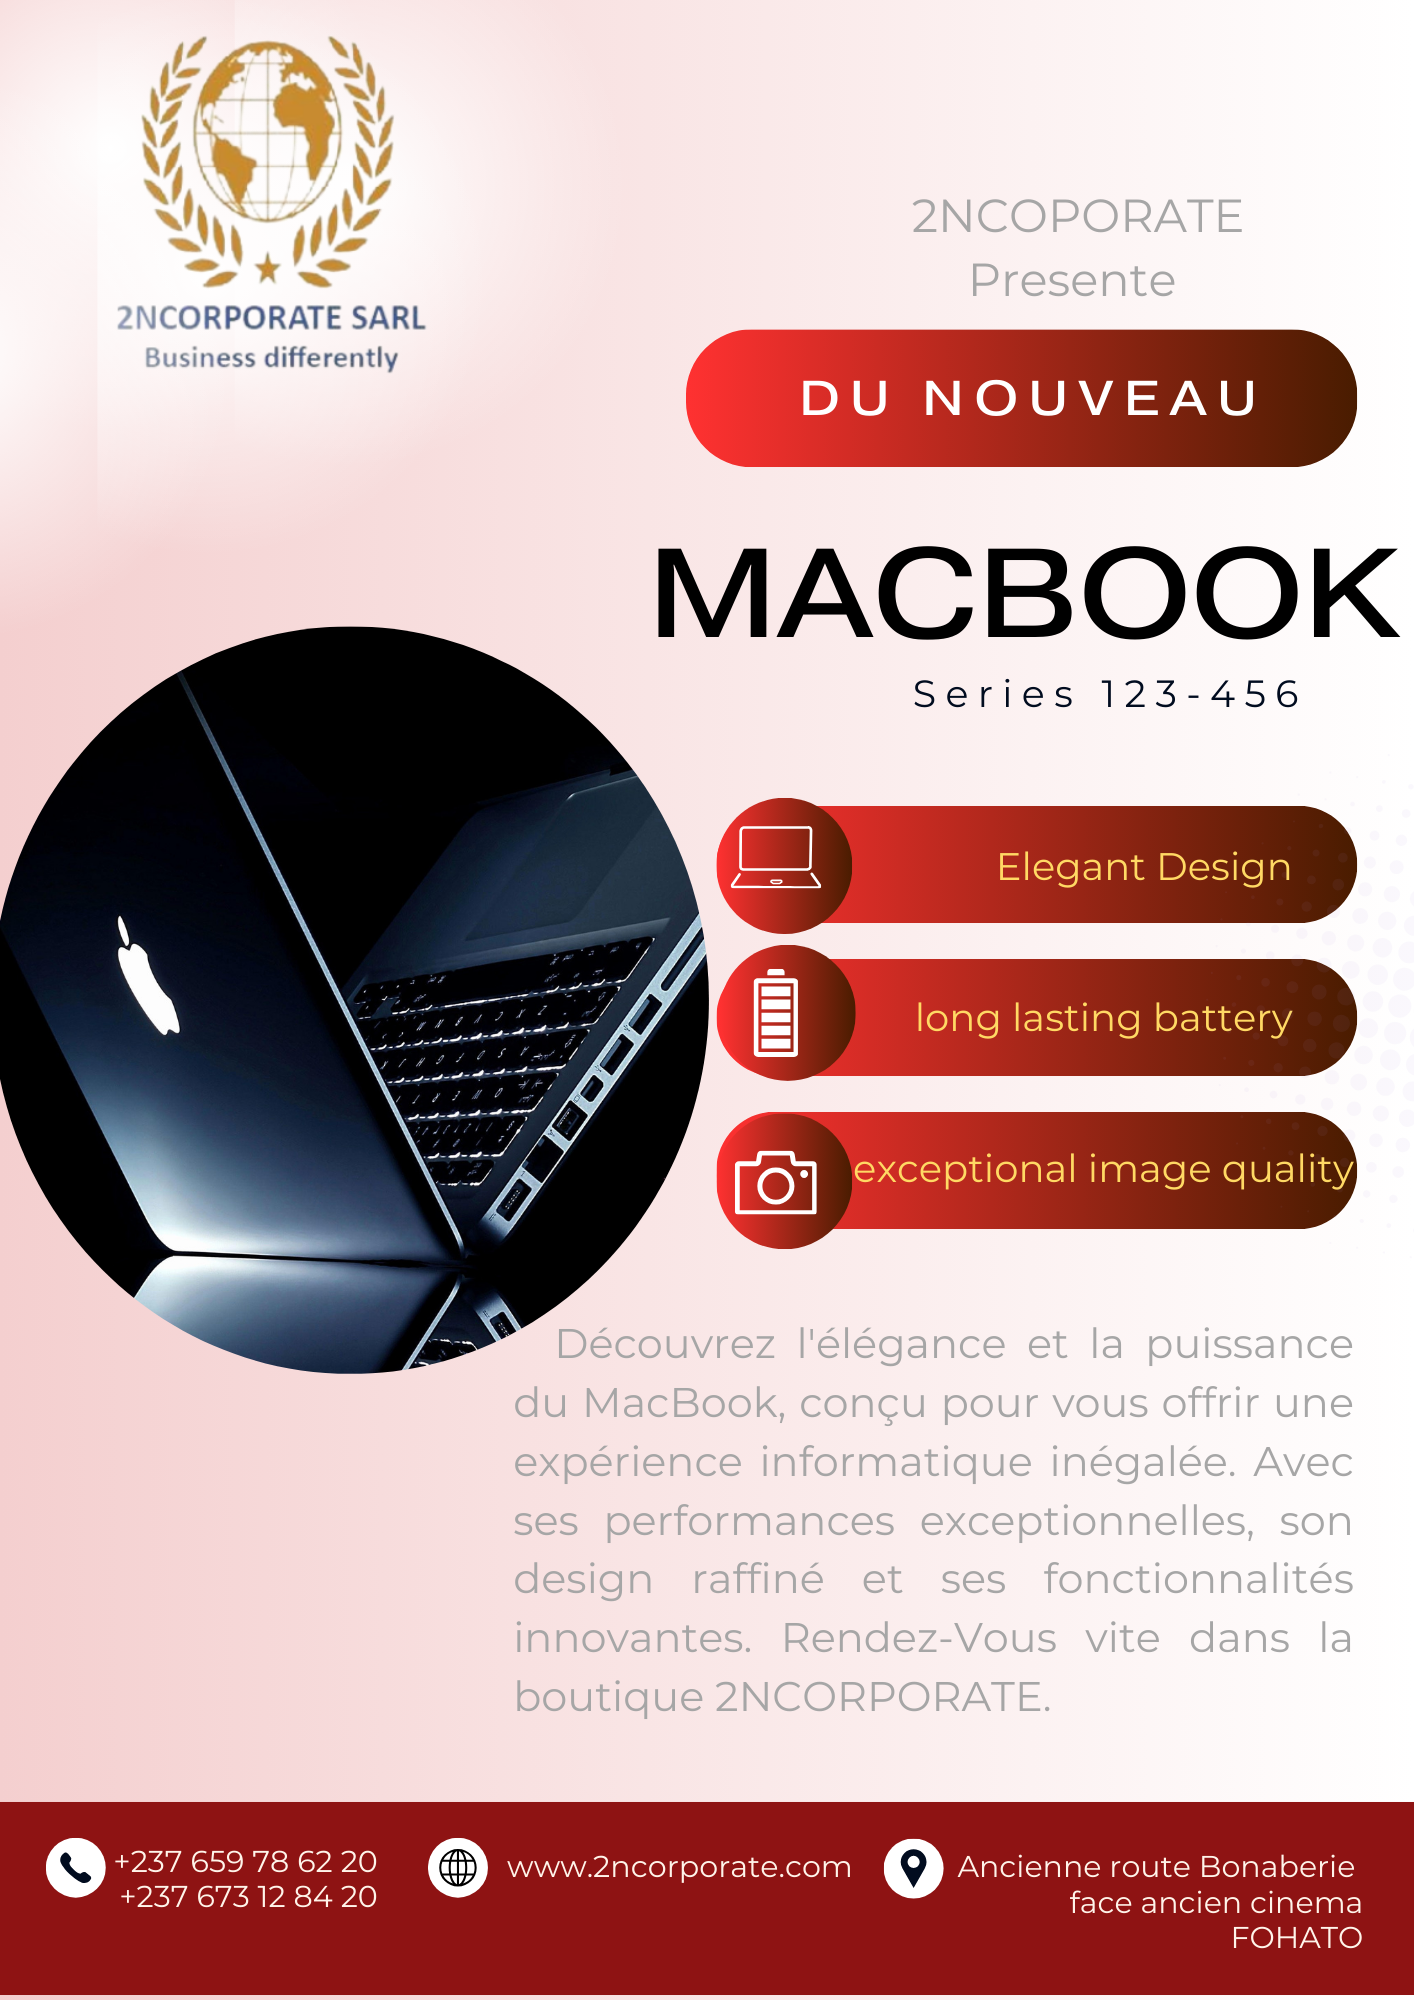 2NCORPORATE SARL
Business differently
2NCOPORATE
Presente
DU NOUVEAU
MACBOOK
Series 123-456
Elegant Design
long lasting battery
exceptional image quality
Découvrez l'élégance et la puissance
du MacBook, conçu pour vous offrir une
expérience informatique inégalée. Avec
ses performances exceptionnelles, son
design raffiné et ses fonctionnalités
innovantes. Rendez-Vous vite dans la
boutique 2NCORPORATE.
+237 659 78 62 20
+237 673 12 84 20
www.2ncorporate.com
Ancienne route Bonaberie
face ancien cinema
FOHATO